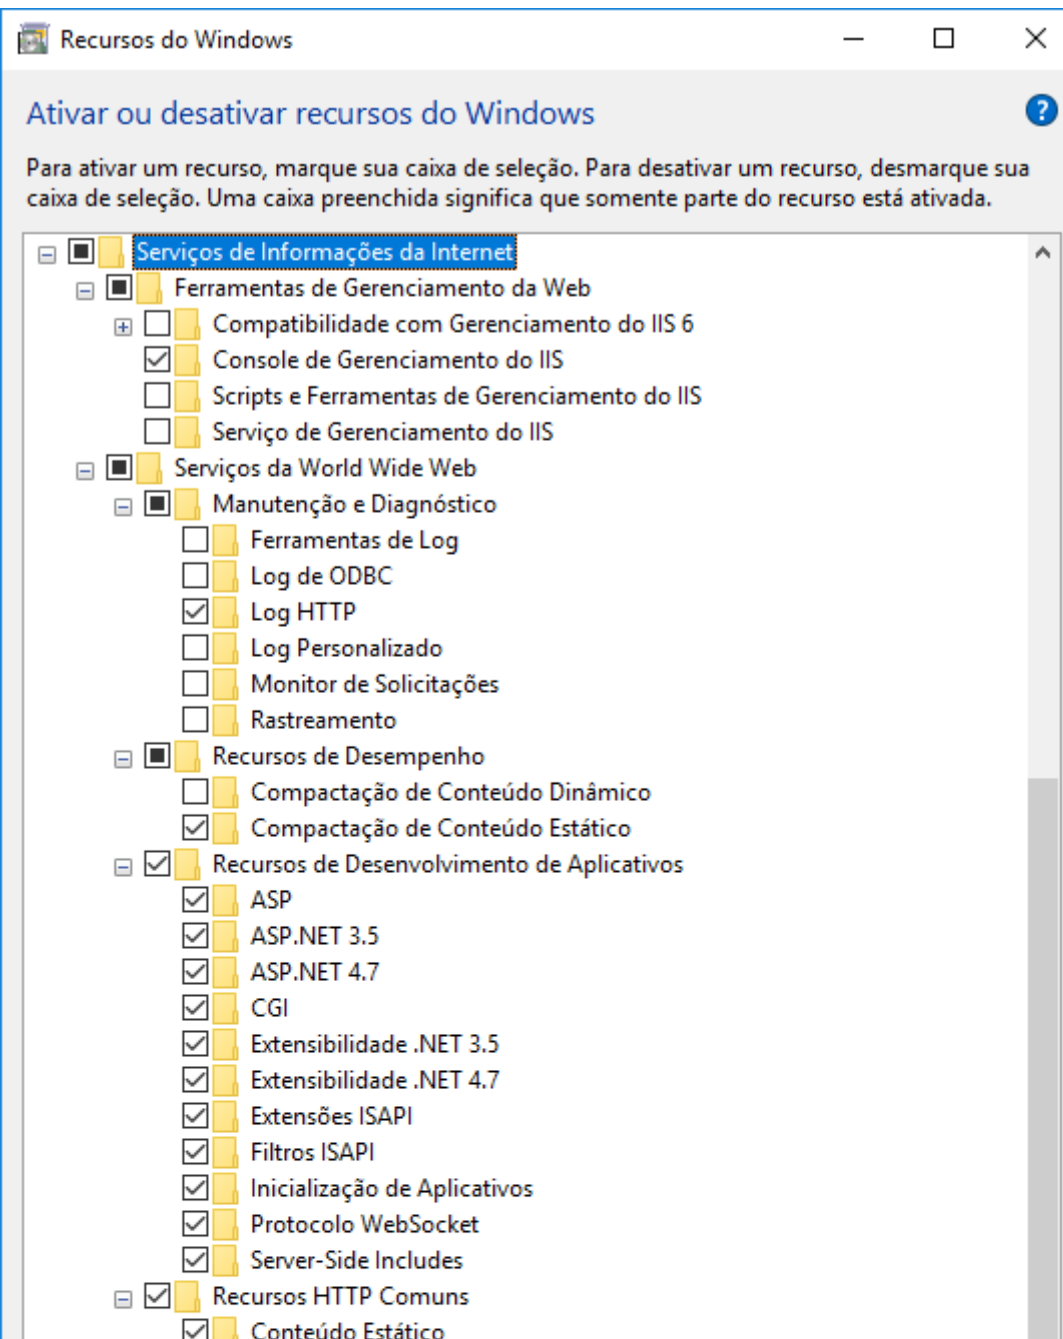 Recursos do Windows
Ativar ou desativar recursos do Windows
Para ativar um recurso, marque sua caixa de seleção. Para desativar um recurso, desmarque sua
caixa de seleção. Uma caixa preenchida significa que somente parte do recurso está ativada.
Serviços de Informações da Internet
Ferramentas de Gerenciamento da Web
Compatibilidade com Gerenciamento do IIS 6
Console de Gerenciamento do IIS
Scripts e Ferramentas de Gerenciamento do IIS
Serviço de Gerenciamento do IIS
Serviços da World Wide Web
Manutenção e Diagnóstico
Ferramentas de Log
Log de ODBC
Log HTTP
Log Personalizado
Monitor de Solicitações
Rastreamento
Recursos de Desempenho
Compactação de Conteúdo Dinâmico
Compactação de Conteúdo Estático
Recursos de Desenvolvimento de Aplicativos
ASP
ASP.NET 3.5
ASP.NET 4.7
CGI
Extensibilidade .NET 3.5
Extensibilidade .NET 4.7
Extensões ISAPI
Filtros ISAPI
Inicialização de Aplicativos
Protocolo WebSocket
Server-Side Includes
Recursos HTTP Comuns
Conteúdo Estático